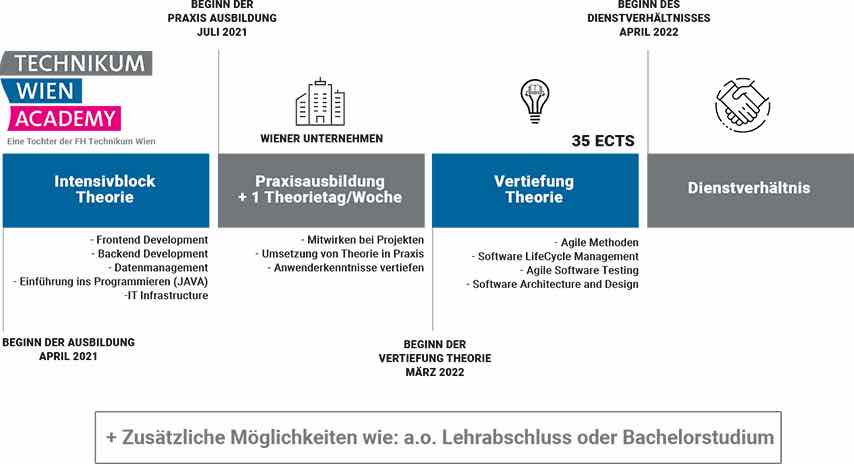 BEGINN DER
PRAXIS AUSBILDUNG
JULI 2021
BEGINN DES
DIENSTVERHÄLTNISSES
APRIL 2022
TECHNIKUM
WIEN
ACADEMY
Eine Tochter der FH Technikum Wien
WIENER UNTERNEHMEN
35 ECTS
Intensivblock
Theorie
Praxisausbildung
+ 1 Theorietag/Woche
Vertiefung
Theorie
Dienstverhältnis
- Frontend Development
- Backend Development
- Datenmanagement
- Einführung ins Programmieren (JAVA)
-IT Infrastructure
- Mitwirken bei Projekten
- Umsetzung von Theorie in Praxis
- Anwenderkenntnisse vertiefen
- Agile Methoden
- Software LifeCycle Management
- Agile Software Testing
- Software Architecture and Design
BEGINN DER AUSBILDUNG
APRIL 2021
BEGINN DER
VERTIEFUNG THEORIE
MÄRZ 2022
+ Zusätzliche Möglichkeiten wie: a.o. Lehrabschluss oder Bachelorstudium